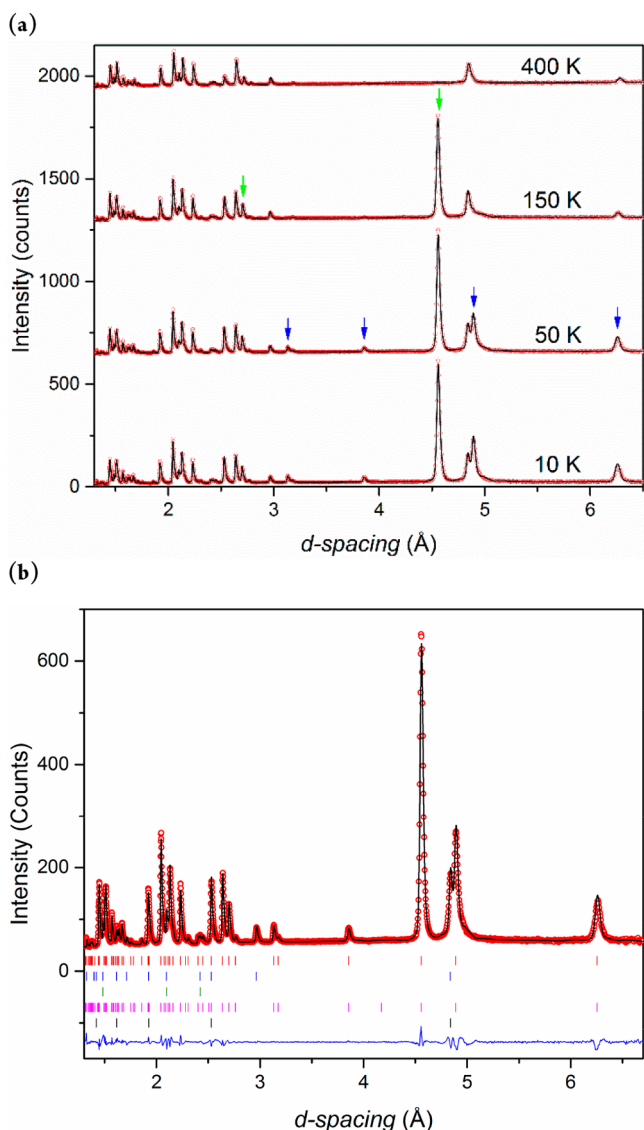 (a)
2000
400 K
1500
150 K
Intensity (counts)
1000
50 K
500
10 K
0
2 3 4 5 6
d-spacing (Å)
(b)
600
400
Intensity (Counts)
200
0
2 3 4 5 6
d-spacing (Å)